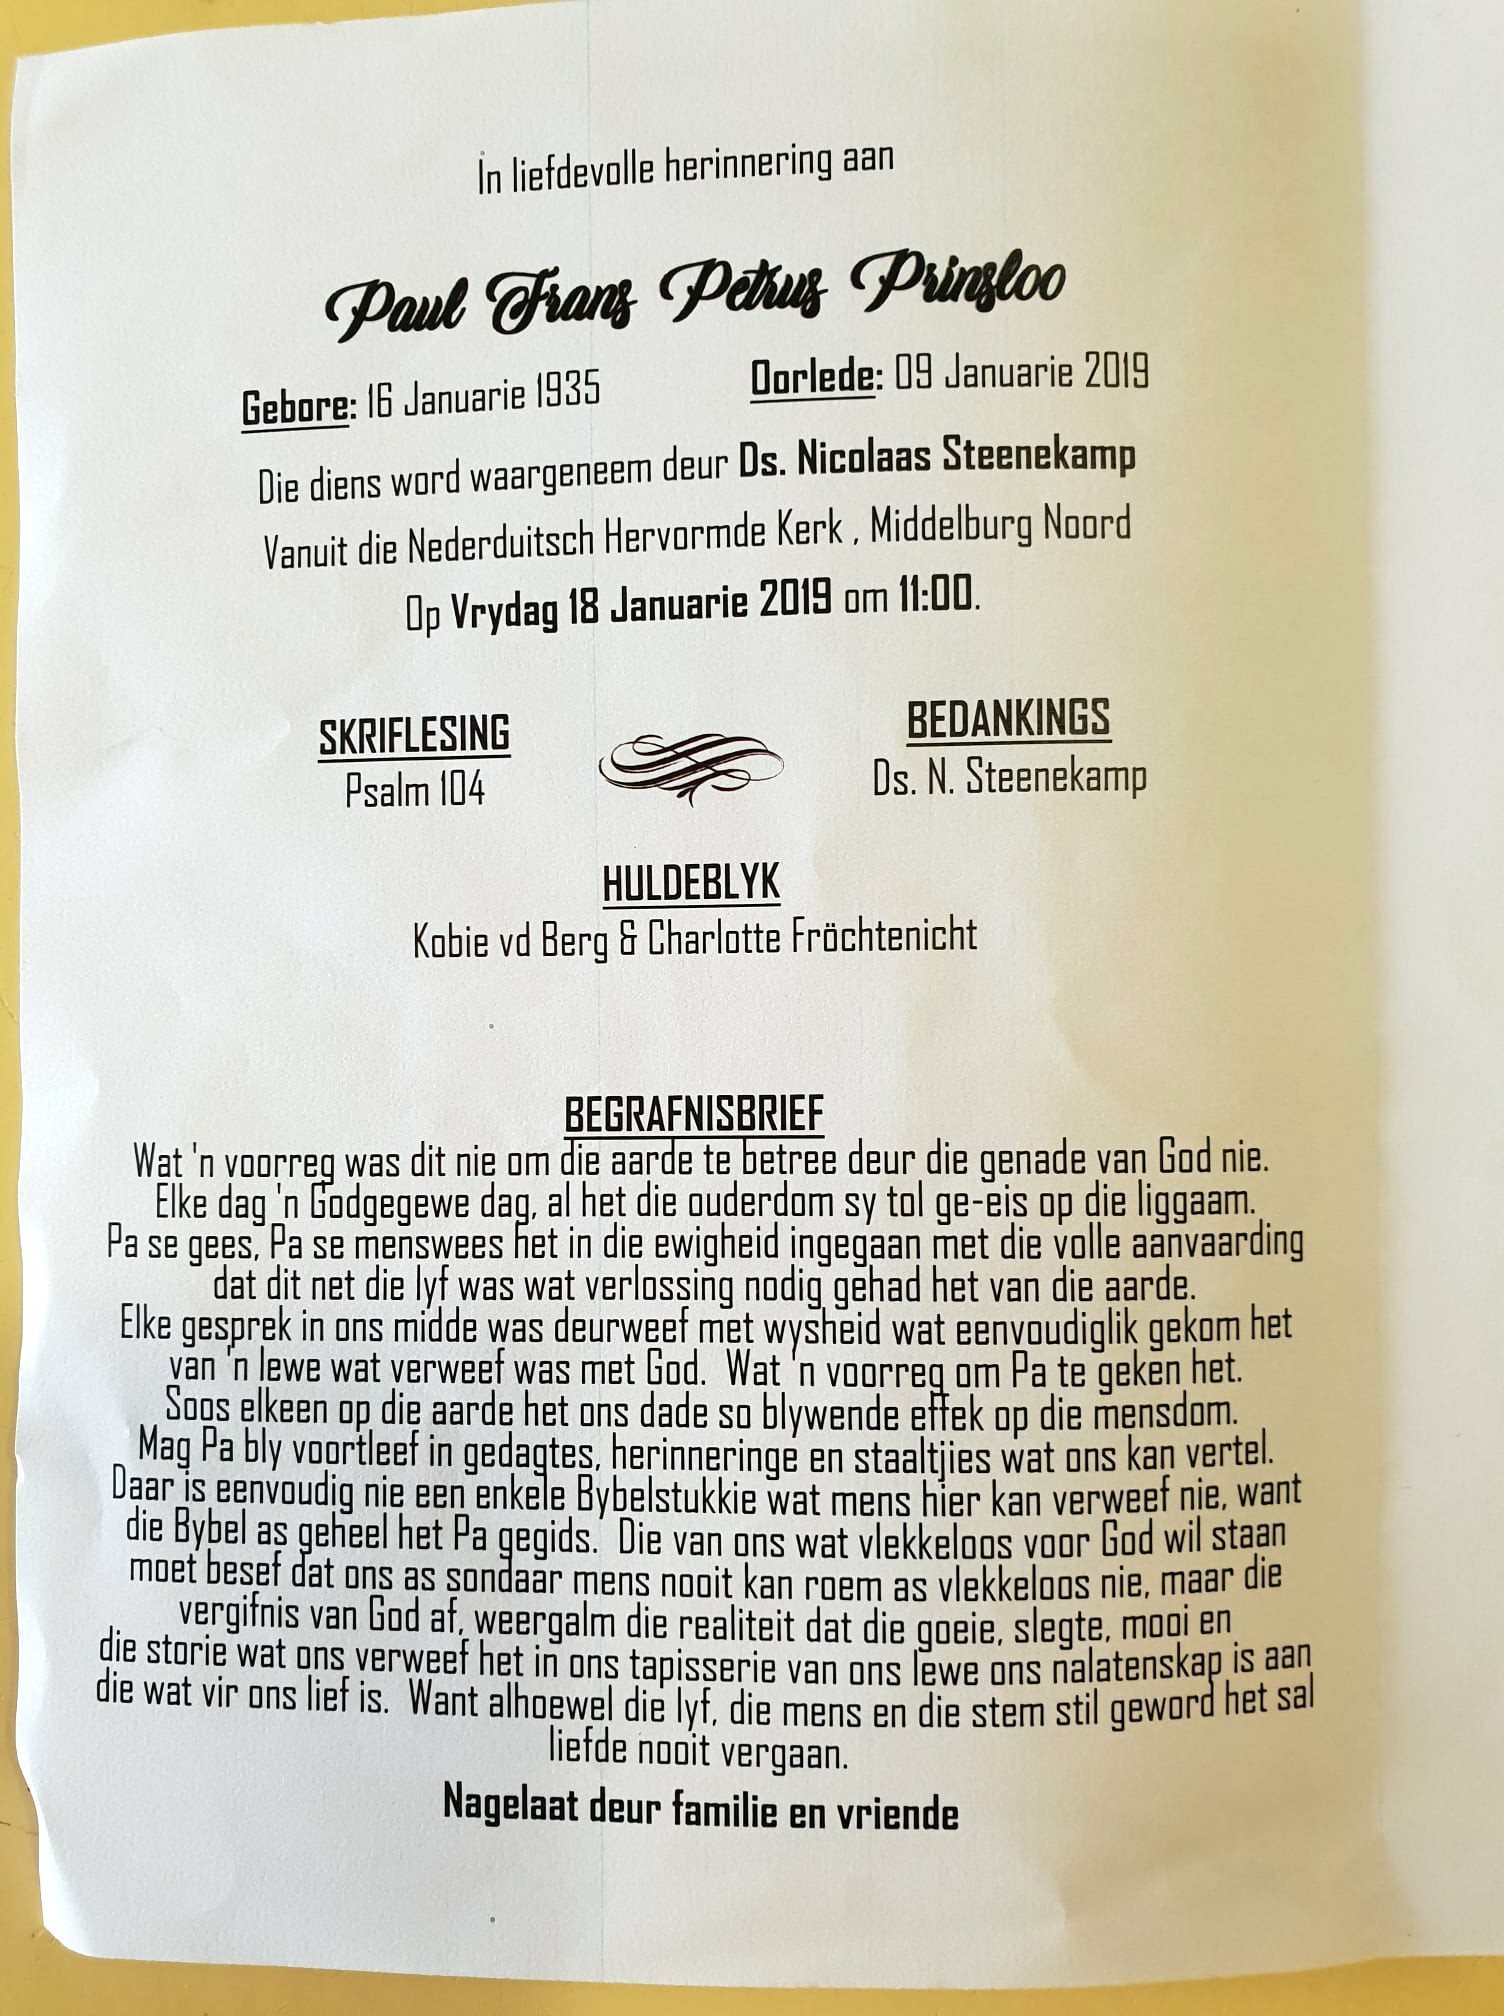 In liefdevolle herinnering aan
Paul Frans Petrus Prinsloo
Gebore: 16 Januarie 1935 Oorlede: 09 Januarie 2019
Die diens word waargeneem deur Ds. Nicolaas Steenekamp
Vanuit die Nederduitsch Hervormde Kerk , Middelburg Noord
Op Vrydag 18 Januarie 2019 om 11:00.
SKRIFLESING
Psalm 104
BEDANKINGS
Ds. N. Steenekamp
HULDEBLYK
Kobie vd Berg & Charlotte Fröchtenicht
BEGRAFNISBRIEF
Wat 'n voorreg was dit nie om die aarde te betree deur die genade van God nie.
Elke dag 'n Godgegewe dag, al het die ouderdom sy tol ge-eis op die liggaam.
Pa se gees, Pa se menswees het in die ewigheid ingegaan met die volle aanvaarding
dat dit net die lyf was wat verlossing nodig gehad het van die aarde.
Elke gesprek in ons midde was deurweef met wysheid wat eenvoudiglik gekom het
van 'n lewe wat verweef was met God. Wat 'n voorreg om Pa te geken het.
Soos elkeen op die aarde het ons dade so blywende effek op die mensdom.
Mag Pa bly voortleef in gedagtes, herinneringe en staaltjies wat ons kan vertel.
Daar is eenvoudig nie een enkele Bybelstukkie wat mens hier kan verweef nie, want
die Bybel as geheel het Pa gegids. Die van ons wat vlekkeloos voor God wil staan
moet besef dat ons as sondaar mens nooit kan roem as vlekkeloos nie, maar die
vergifnis van God af, weergalm die realiteit dat die goeie, slegte, mooi en
die storie wat ons verweef het in ons tapisserie van ons lewe ons nalatenskap is aan
die wat vir ons lief is. Want alhoewel die lyf, die mens en die stem stil geword het sal
liefde nooit vergaan.
Nagelaat deur familie en vriende